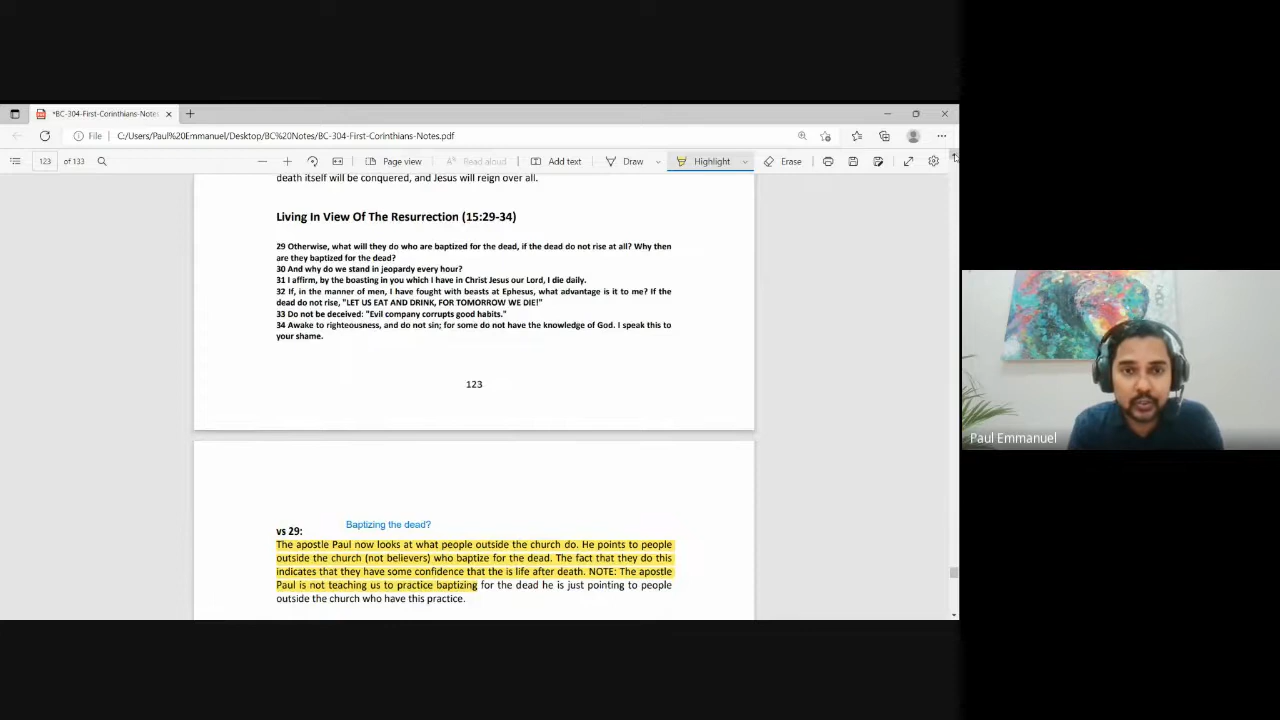 *BC-304-First-Corinthians-Notes
File
C:/Users/Paul%20Emmanuel/Desktop/BC%20Notes/BC-304-First-Corinthians-Notes.pdf
123 of 133
Page view
Read aloud
Add text
Draw
Highlight
Erase
death itself will be conquered, and Jesus will reign over all.
Living In View Of The Resurrection (15:29-34)
29 Otherwise, what will they do who are baptized for the dead, if the dead do not rise at all? Why then
are they baptized for the dead?
30 And why do we stand in jeopardy every hour?
31 I affirm, by the boasting in you which I have in Christ Jesus our Lord, I die daily.
32 If, in the manner of men, I have fought with beasts at Ephesus, what advantage is it to me? If the
dead do not rise, "LET US EAT AND DRINK, FOR TOMORROW WE DIE!"
33 Do not be deceived: "Evil company corrupts good habits."
34 Awake to righteousness, and do not sin; for some do not have the knowledge of God. I speak this to
your shame.
123
Baptizing the dead?
vs 29:
The apostle Paul now looks at what people outside the church do. He points to people
outside the church (not believers) who baptize for the dead. The fact that they do this
indicates that they have some confidence that the is life after death. NOTE: The apostle
Paul is not teaching us to practice baptizing for the dead he is just pointing to people
outside the church who have this practice.
Paul Emmanuel